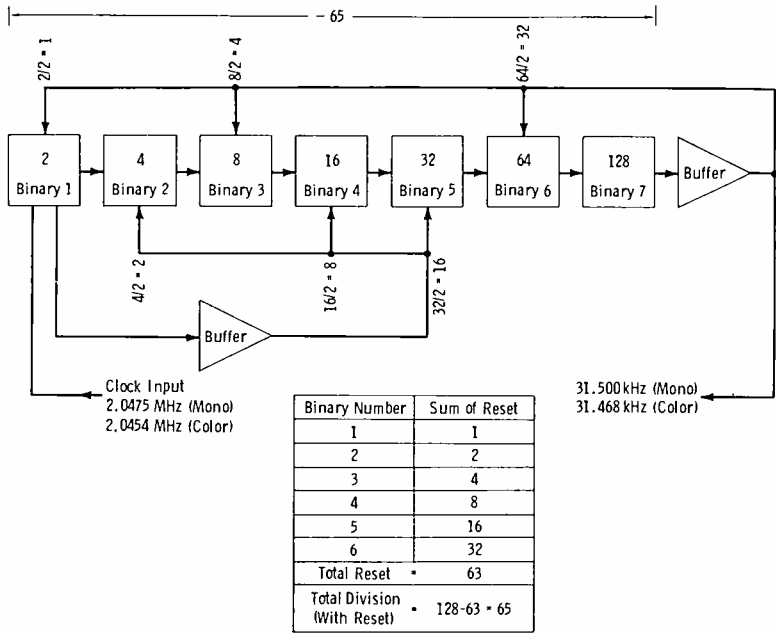 65
2/2 = 1
8/2 = 4
64/2 = 32
2
Binary 1
4
Binary 2
8
Binary 3
16
Binary 4
32
Binary 5
64
Binary 6
128
Binary 7
Buffer
4/2 = 2
16/2 = 8
32/2 = 16
Buffer
Clock Input
2.0475 MHz (Mono)
2.0454 MHz (Color)
31.500 kHz (Mono)
31.468 kHz (Color)
Binary Number Sum of Reset
1 1
2 2
3 4
4 8
5 16
6 32
Total Reset = 63
Total Division
(With Reset) = 128-63 = 65